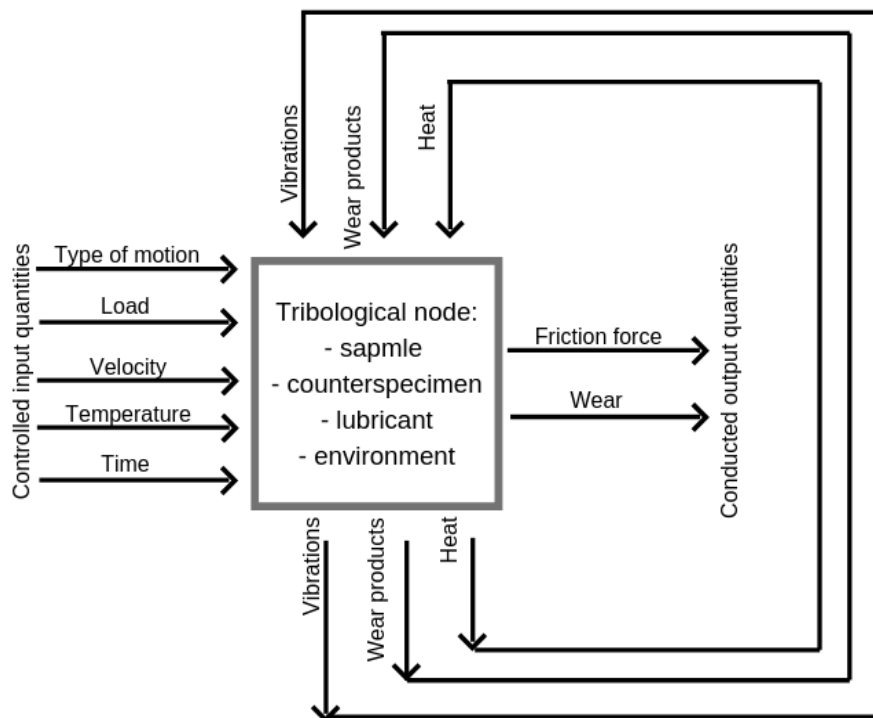 Vibrations
Wear products
Heat
Controlled input quantities
Type of motion
Load
Velocity
Temperature
Time
Tribological node:
- sapmle
- counterspecimen
- lubricant
- environment
Friction force
Wear
Conducted output quantities
Vibrations
Wear products
Heat